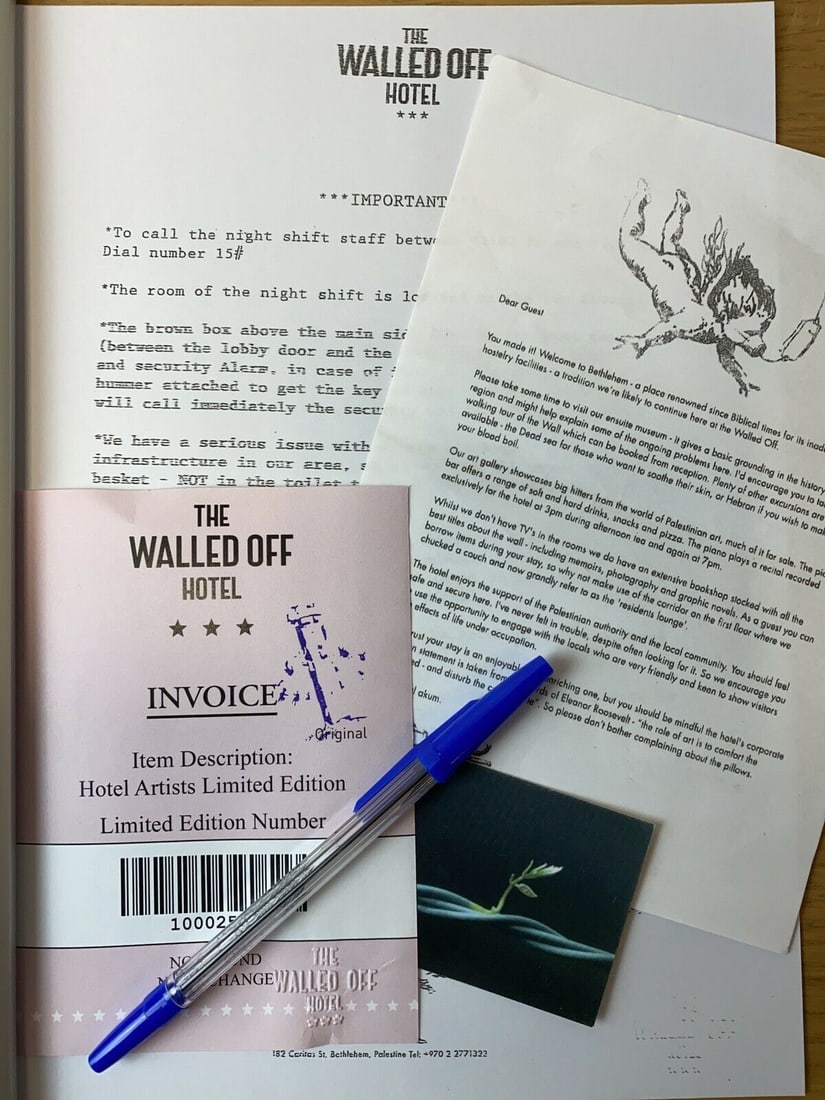 THE
WALLED OFF
HOTEL
***IMPORTANT
*To call the night shift staff betw
Dial number 15#
*The room of the night shift is lo
*The brown box above the main si
(between the lobby door and the
and security Alarm, in case of
hummer attached to get the key
will call immediately the secu
*We have a serious issue with
infrastructure in our area, s
basket - NOT in the toilet
Dear Guest
You made it! Welcome to Bethlehem - a place renowned since Biblical times for its inad
hostelry facilities - a tradition we're likely to continue here at the Walled Off.
Please take some time to visit our ensuite museum - it gives a basic grounding in the history
region and might help explain some of the ongoing problems here. I'd encourage you to ta
walking tour of the Wall which can be booked from reception. Plenty of other excursions are
available - the Dead sea for those who want to soothe their skin, or Hebron if you wish to mak
your blood boil.
Our art gallery showcases big hitters from the world of Palestinian art, much of it for sale. The pia
bar offers a range of soft and hard drinks, snacks and pizza. The piano plays a recital recorded
exclusively for the hotel at 3pm during afternoon tea and again at 7pm.
Whilst we don't have TV's in the rooms we do have an extensive bookshop stocked with all the
best titles about the wall - including memoirs, photography and graphic novels. As a guest you can
borrow items during your stay, so why not make use of the corridor on the first floor where we
chucked a couch and now grandly refer to as the 'residents lounge'.
The hotel enjoys the support of the Palestinian authority and the local community. You should feel
safe and secure here. I've never felt in trouble, despite often looking for it. So we encourage you
use the opportunity to engage with the locals who are very friendly and keen to show visitors
effects of life under occupation.
rust your stay is an enjoyable enriching one, but you should be mindful the hotel's corporate
n statement is taken from rds of Eleanor Roosevelt - "the role of art is to comfort the
ed - and disturb the c le". So please don't bother complaining about the pillows.
akum.
THE
WALLED OFF
HOTEL
INVOICE
Original
Item Description:
Hotel Artists Limited Edition
Limited Edition Number
10002
NO ND
CHANGE
THE
WALLED OFF
HOTEL
182 Caritas St, Bethlehem, Palestine Tel: +970 2 2771322